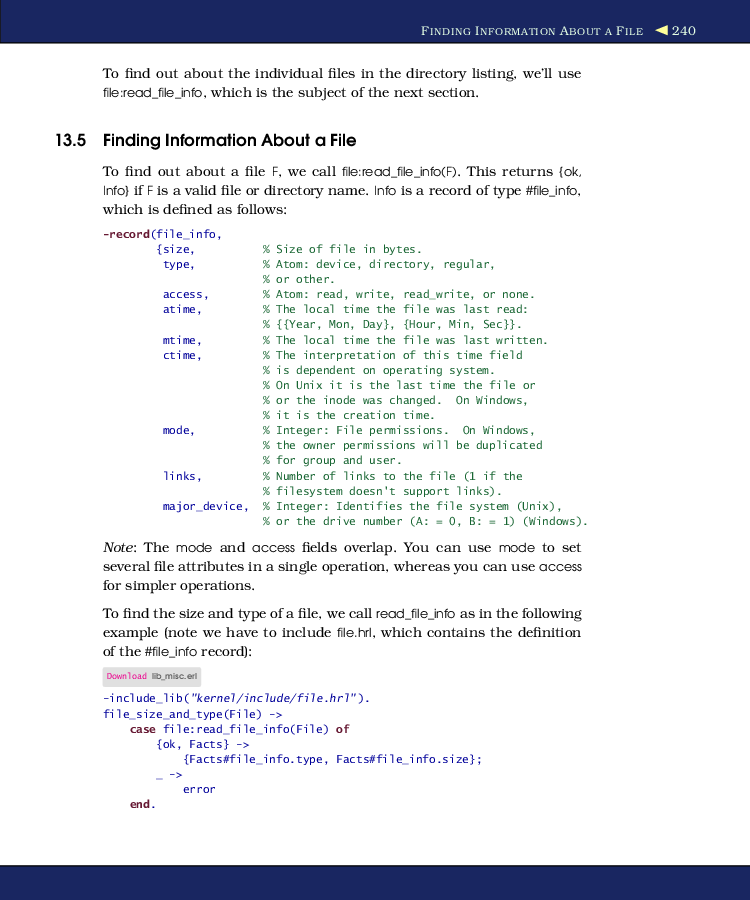 FINDING INFORMATION ABOUT A FILE ◀ 240
To find out about the individual files in the directory listing, we'll use
file:read_file_info, which is the subject of the next section.
13.5 Finding Information About a File
To find out about a file F, we call file:read_file_info(F). This returns {ok,
Info} if F is a valid file or directory name. Info is a record of type #file_info,
which is defined as follows:
-record(file_info,
        {size,          % Size of file in bytes.
         type,          % Atom: device, directory, regular,
                        % or other.
         access,        % Atom: read, write, read_write, or none.
         atime,         % The local time the file was last read:
                        % {{Year, Mon, Day}, {Hour, Min, Sec}}.
         mtime,         % The local time the file was last written.
         ctime,         % The interpretation of this time field
                        % is dependent on operating system.
                        % On Unix it is the last time the file or
                        % or the inode was changed.  On Windows,
                        % it is the creation time.
         mode,          % Integer: File permissions.  On Windows,
                        % the owner permissions will be duplicated
                        % for group and user.
         links,         % Number of links to the file (1 if the
                        % filesystem doesn't support links).
         major_device,  % Integer: Identifies the file system (Unix),
                        % or the drive number (A: = 0, B: = 1) (Windows).
Note: The mode and access fields overlap. You can use mode to set
several file attributes in a single operation, whereas you can use access
for simpler operations.
To find the size and type of a file, we call read_file_info as in the following
example (note we have to include file.hrl, which contains the definition
of the #file_info record):
Download lib_misc.erl
-include_lib("kernel/include/file.hrl").
file_size_and_type(File) ->
    case file:read_file_info(File) of
        {ok, Facts} ->
            {Facts#file_info.type, Facts#file_info.size};
        _ ->
            error
    end.